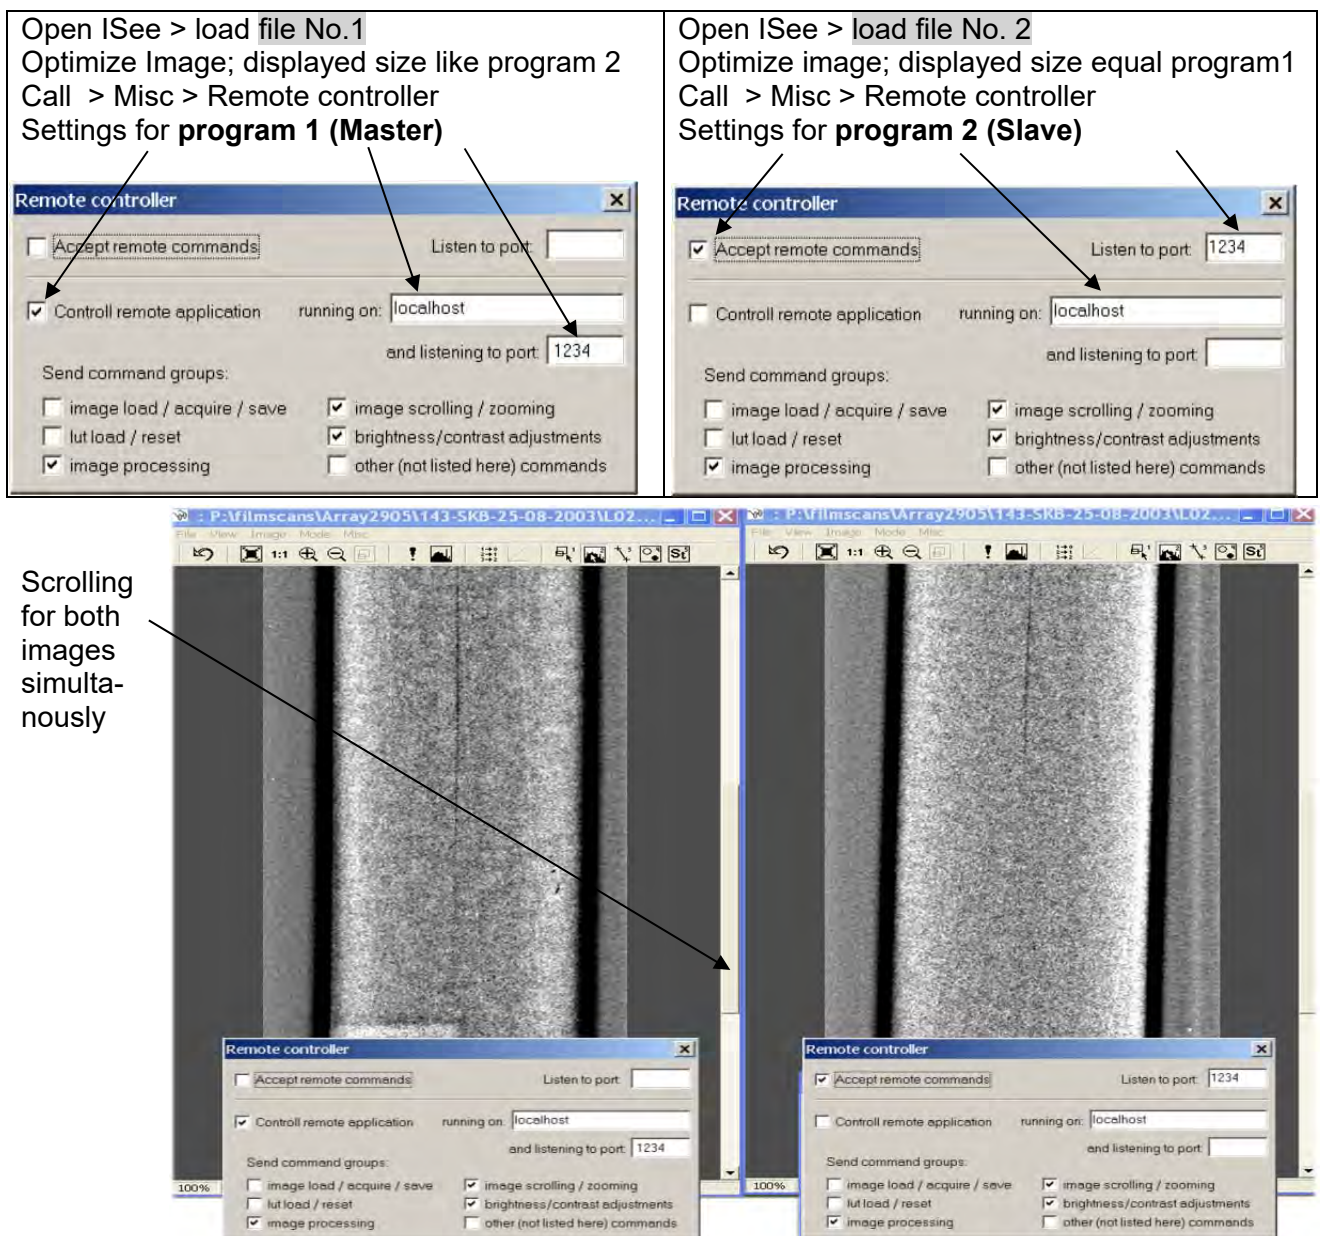 Open ISee > load file No.1
Optimize Image; displayed size like program 2
Call > Misc > Remote controller
Settings for program 1 (Master)
Remote controller
Accept remote commands Listen to port:
Controll remote application running on: localhost
and listening to port: 1234
Send command groups:
image load / acquire / save image scrolling / zooming
lut load / reset brightness/contrast adjustments
image processing other (not listed here) commands
Open ISee > load file No. 2
Optimize image; displayed size equal program1
Call > Misc > Remote controller
Settings for program 2 (Slave)
Remote controller
Accept remote commands Listen to port: 1234
Controll remote application running on: localhost
and listening to port:
Send command groups:
image load / acquire / save image scrolling / zooming
lut load / reset brightness/contrast adjustments
image processing other (not listed here) commands
Scrolling
for both
images
simulta-
nously
: P:\filmscans\Array2905\143-SKB-25-08-2003\L02...
File View Image Mode Misc
1:1 St
Remote controller
Accept remote commands Listen to port:
Controll remote application running on: localhost
and listening to port: 1234
Send command groups:
100% image load / acquire / save image scrolling / zooming
lut load / reset brightness/contrast adjustments
image processing other (not listed here) commands
: P:\filmscans\Array2905\143-SKB-25-08-2003\L02...
File View Image Mode Misc
1:1 St
Remote controller
Accept remote commands Listen to port: 1234
Controll remote application running on: localhost
and listening to port:
Send command groups:
100% image load / acquire / save image scrolling / zooming
lut load / reset brightness/contrast adjustments
image processing other (not listed here) commands